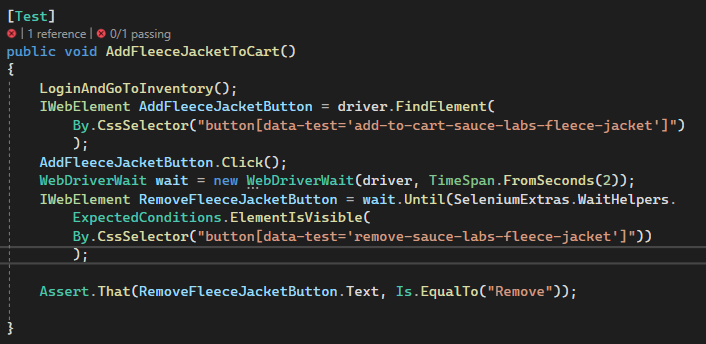 [Test]
| 1 reference | 0/1 passing
public void AddFleeceJacketToCart()
{
LoginAndGoToInventory();
IWebElement AddFleeceJacketButton = driver.FindElement(
By.CssSelector("button[data-test='add-to-cart-sauce-labs-fleece-jacket']")
);
AddFleeceJacketButton.Click();
WebDriverWait wait = new WebDriverWait(driver, TimeSpan.FromSeconds(2));
IWebElement RemoveFleeceJacketButton = wait.Until(SeleniumExtras.WaitHelpers.
ExpectedConditions.ElementIsVisible(
By.CssSelector("button[data-test='remove-sauce-labs-fleece-jacket']"))
);
Assert.That(RemoveFleeceJacketButton.Text, Is.EqualTo("Remove"));
}